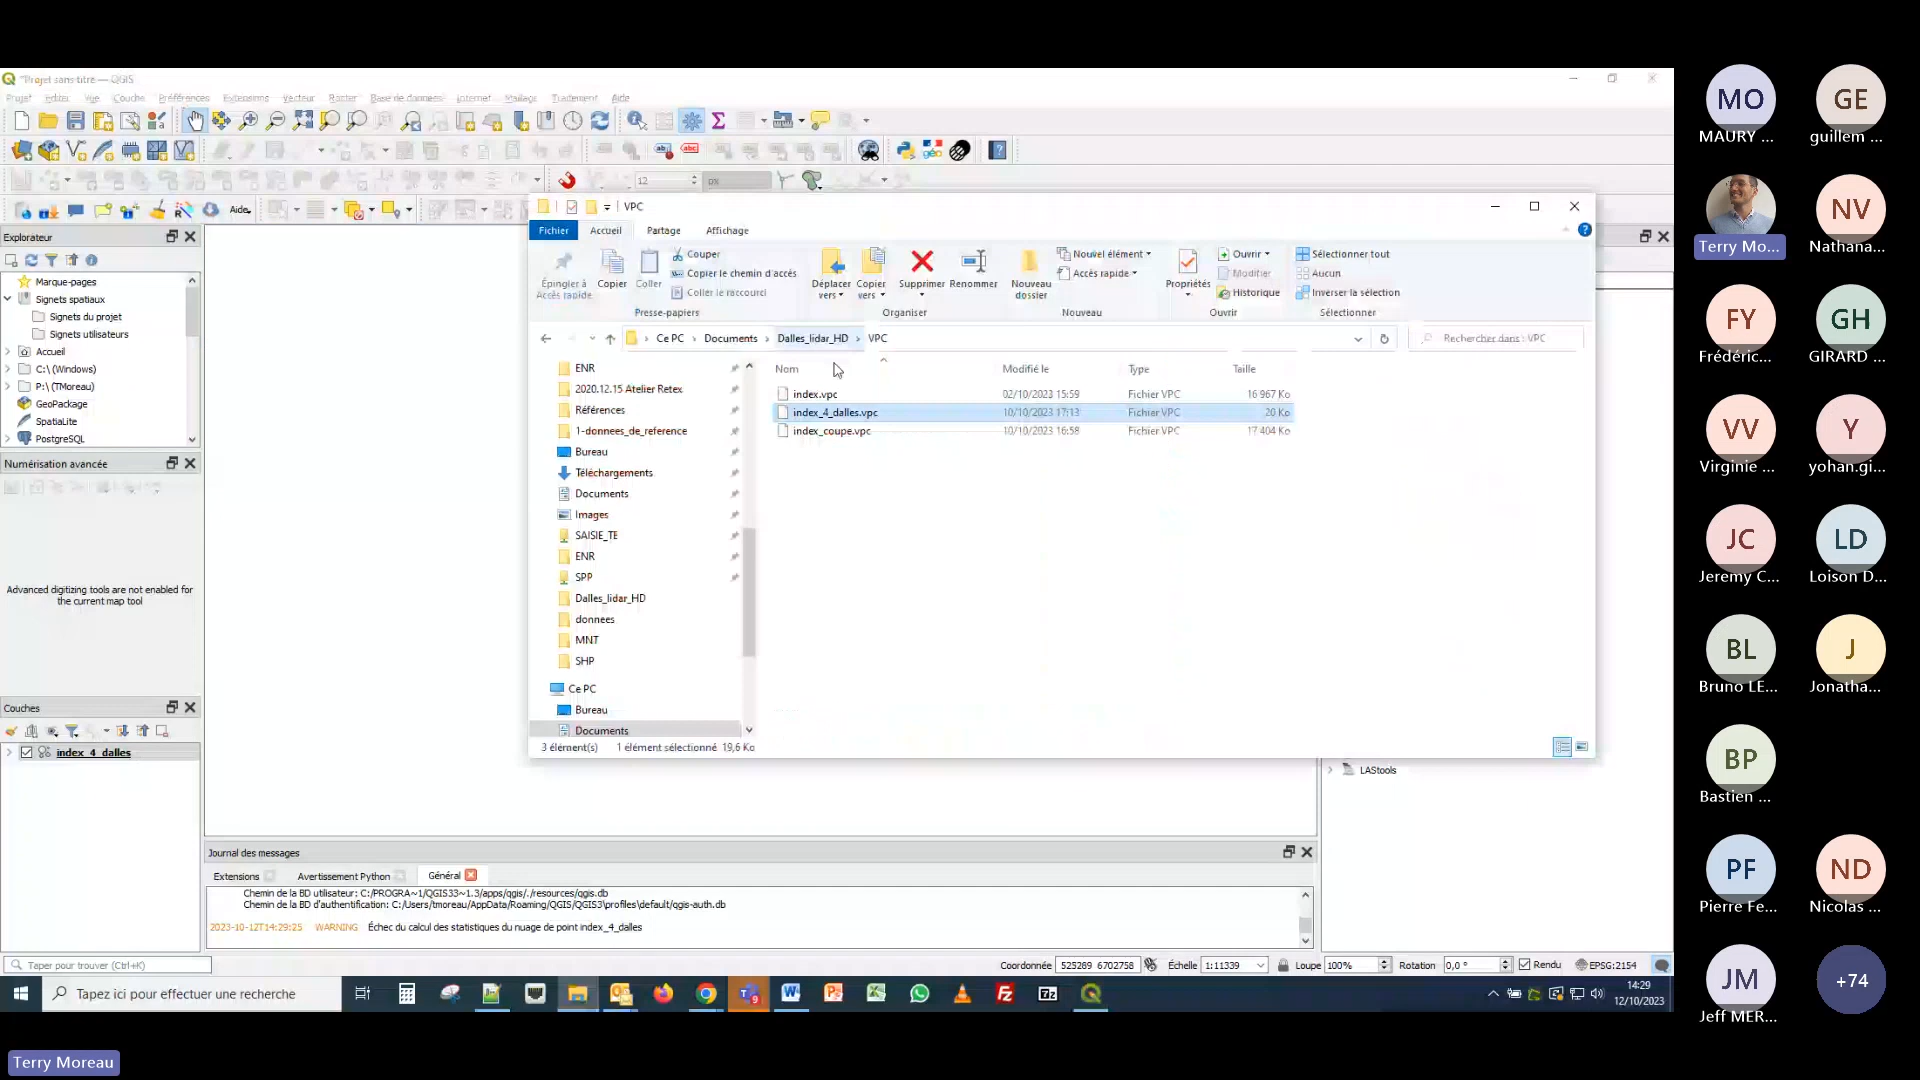 *Projet sans titre — QGIS
Projet Éditer Vue Couche Préférences Extensions Vecteur Raster Base de données Internet Maillage Traitement Aide
12 px
Aide
Explorateur
Marque-pages
Signets spatiaux
Signets du projet
Signets utilisateurs
Accueil
C:\ (Windows)
P:\ (TMoreau)
GeoPackage
SpatiaLite
PostgreSQL
Numérisation avancée
Advanced digitizing tools are not enabled for
the current map tool
Couches
index_4_dalles
VPC
Fichier Accueil Partage Affichage
Épingler à
Accès rapide
Copier
Coller
Couper
Copier le chemin d'accès
Coller le raccourci
Presse-papiers
Déplacer
vers
Copier
vers
Supprimer
Renommer
Organiser
Nouveau
dossier
Nouvel élément
Accès rapide
Nouveau
Propriétés
Ouvrir
Modifier
Historique
Ouvrir
Sélectionner tout
Aucun
Inverser la sélection
Sélectionner
Ce PC > Documents > Dalles_lidar_HD > VPC
Rechercher dans : VPC
ENR
2020.12.15 Atelier Retex
Références
1-donnees_de_reference
Bureau
Téléchargements
Documents
Images
SAISIE_TE
ENR
SPP
Dalles_lidar_HD
donnees
MNT
SHP
Ce PC
Bureau
Documents
Nom Modifié le Type Taille
index.vpc 02/10/2023 15:59 Fichier VPC 16 967 Ko
index_4_dalles.vpc 10/10/2023 17:13 Fichier VPC 20 Ko
index_coupe.vpc 10/10/2023 16:58 Fichier VPC 17 404 Ko
3 élément(s) 1 élément sélectionné 19,6 Ko
LAStools
Journal des messages
Extensions Avertissement Python Général
Chemin de la BD utilisateur: C:/PROGRA~1/QGIS33~1.3/apps/qgis/./resources/qgis.db
Chemin de la BD d'authentification: C:/Users/tmoreau/AppData/Roaming/QGIS/QGIS3\profiles\default/qgis-auth.db
2023-10-12T14:29:25 WARNING Échec du calcul des statistiques du nuage de point index_4_dalles
Taper pour trouver (Ctrl+K)
Coordonnée 525289 6702758 Échelle 1:11339 Loupe 100% Rotation 0,0 ° Rendu EPSG:2154
Tapez ici pour effectuer une recherche
14:29
12/10/2023
MO
MAURY ...
GE
guillem ...
Terry Mo...
NV
Nathana...
FY
Frédéric...
GH
GIRARD ...
VV
Virginie ...
Y
yohan.gi...
JC
Jeremy C...
LD
Loison D...
BL
Bruno LE...
J
Jonatha...
BP
Bastien ...
PF
Pierre Fe...
ND
Nicolas ...
JM
Jeff MER...
+74
Terry Moreau